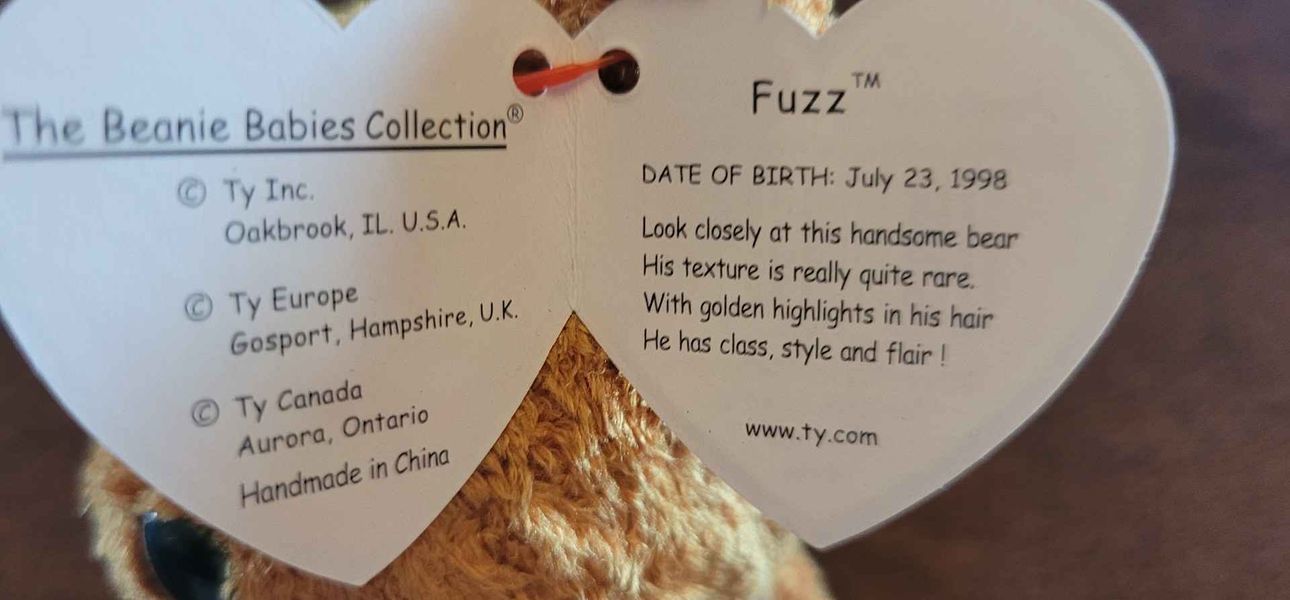 The Beanie Babies Collection®
© Ty Inc.
Oakbrook, IL. U.S.A.
© Ty Europe
Gosport, Hampshire, U.K.
© Ty Canada
Aurora, Ontario
Handmade in China
Fuzz™
DATE OF BIRTH: July 23, 1998
Look closely at this handsome bear
His texture is really quite rare.
With golden highlights in his hair
He has class, style and flair !
www.ty.com